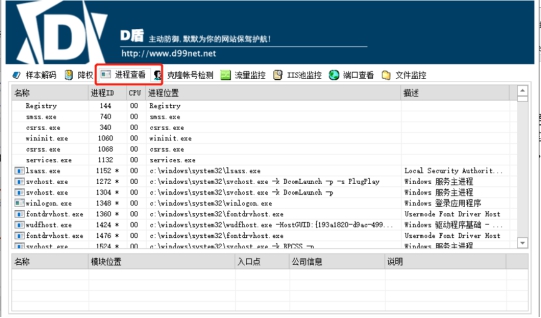 D盾 主动防御.默默为你的网站保驾护航!
http://www.d99net.net
样本解码 降权 进程查看 克隆帐号检测 流量监控 IIS池监控 端口查看 文件监控
名称 进程ID CPU 进程位置 描述
Registry 144 00 Registry
smss.exe 740 00 smss.exe
csrss.exe 340 00 csrss.exe
wininit.exe 1060 00 wininit.exe
csrss.exe 1068 00 csrss.exe
services.exe 1132 00 services.exe
lsass.exe 1152 * 00 c:\windows\system32\lsass.exe Local Security Authorit...
svchost.exe 1272 * 00 c:\windows\system32\svchost.exe -k DcomLaunch -p -s PlugPlay Windows 服务主进程
svchost.exe 1304 * 00 c:\windows\system32\svchost.exe -k DcomLaunch -p Windows 服务主进程
winlogon.exe 1348 * 00 c:\windows\system32\winlogon.exe Windows 登录应用程序
fontdrvhost.exe 1360 * 00 c:\windows\system32\fontdrvhost.exe Usermode Font Driver Host
wudfhost.exe 1424 * 00 c:\windows\system32\wudfhost.exe -HostGUID:{193a1820-d9ac-499... Windows 驱动程序基础 - ...
fontdrvhost.exe 1476 * 00 c:\windows\system32\fontdrvhost.exe Usermode Font Driver Host
svchost.exe 1524 * 00 c:\windows\system32\svchost.exe -k RPCSS -p Windows 服务主进程
名称 模块位置 入口点 公司信息 说明